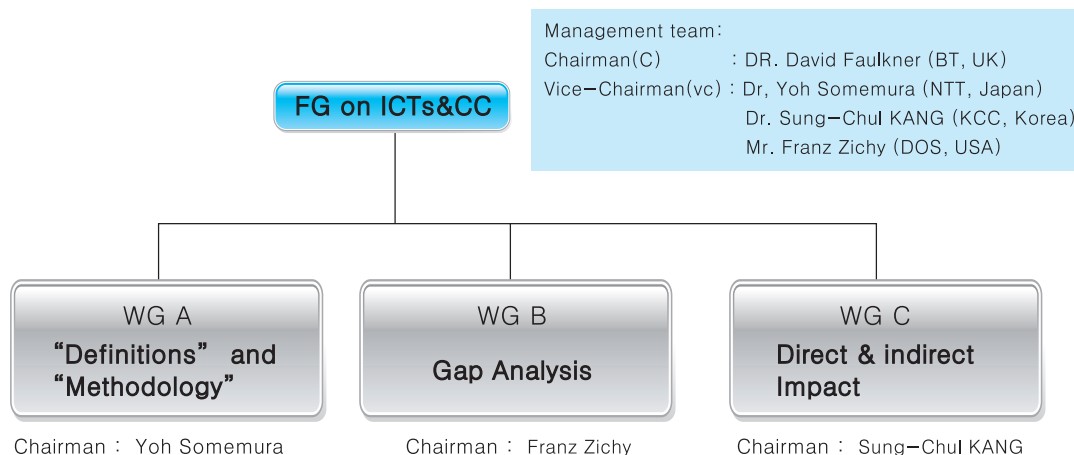 Management team:
Chairman(C) : DR. David Faulkner (BT, UK)
Vice-Chairman(vc) : Dr, Yoh Somemura (NTT, Japan)
Dr. Sung-Chul KANG (KCC, Korea)
Mr. Franz Zichy (DOS, USA)
FG on ICTs&CC
WG A
“Definitions” and
“Methodology”
Chairman : Yoh Somemura
WG B
Gap Analysis
Chairman : Franz Zichy
WG C
Direct & indirect
Impact
Chairman : Sung-Chul KANG